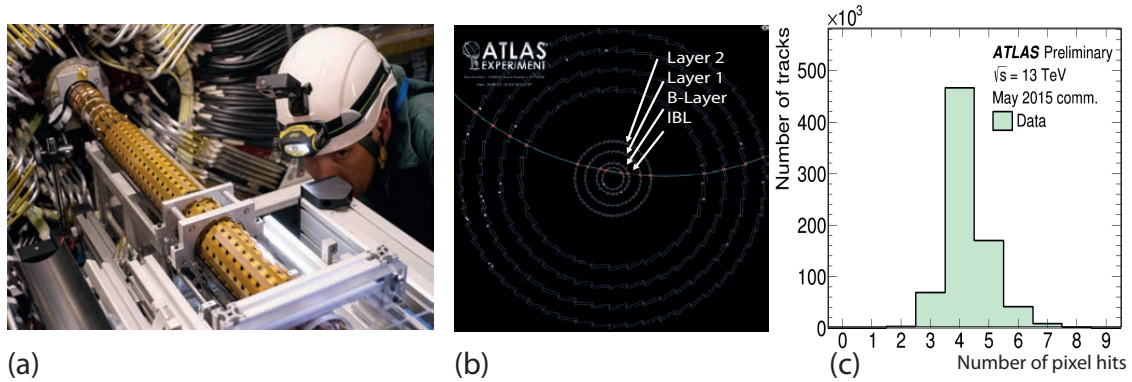 ATLAS
EXPERIMENT
Layer 2
Layer 1
B-Layer
IBL
×10³
Number of tracks
500
400
300
200
100
0
ATLAS Preliminary
√s = 13 TeV
May 2015 comm.
Data
0 1 2 3 4 5 6 7 8 9
Number of pixel hits
(a)
(b)
(c)